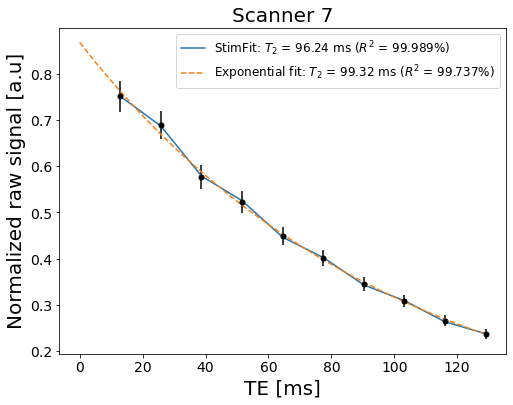 Scanner 7
StimFit: T₂ = 96.24 ms (R² = 99.989%)
Exponential fit: T₂ = 99.32 ms (R² = 99.737%)
Normalized raw signal [a.u]
0.8
0.7
0.6
0.5
0.4
0.3
0.2
0 20 40 60 80 100 120
TE [ms]